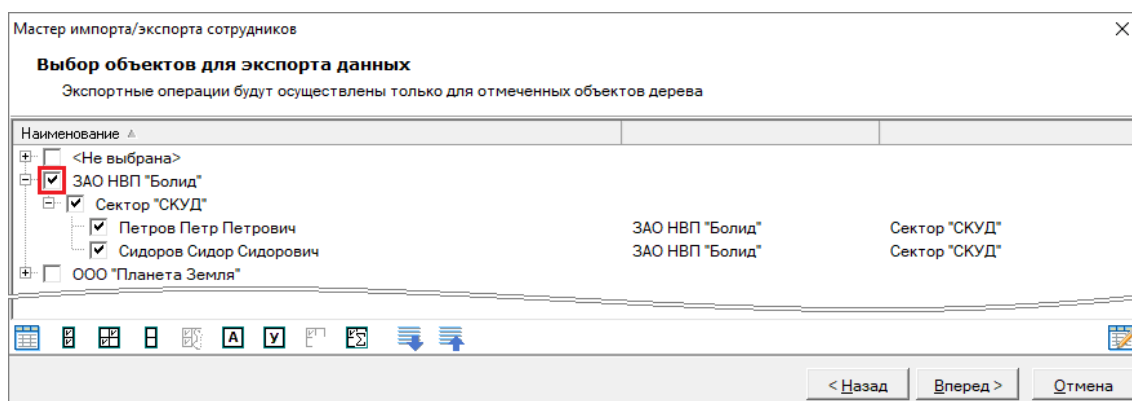 Мастер импорта/экспорта сотрудников
Выбор объектов для экспорта данных
Экспортные операции будут осуществлены только для отмеченных объектов дерева
Наименование
<Не выбрана>
ЗАО НВП "Болид"
Сектор "СКУД"
Петров Петр Петрович ЗАО НВП "Болид" Сектор "СКУД"
Сидоров Сидор Сидорович ЗАО НВП "Болид" Сектор "СКУД"
ООО "Планета Земля"
А У
< Назад Вперед > Отмена